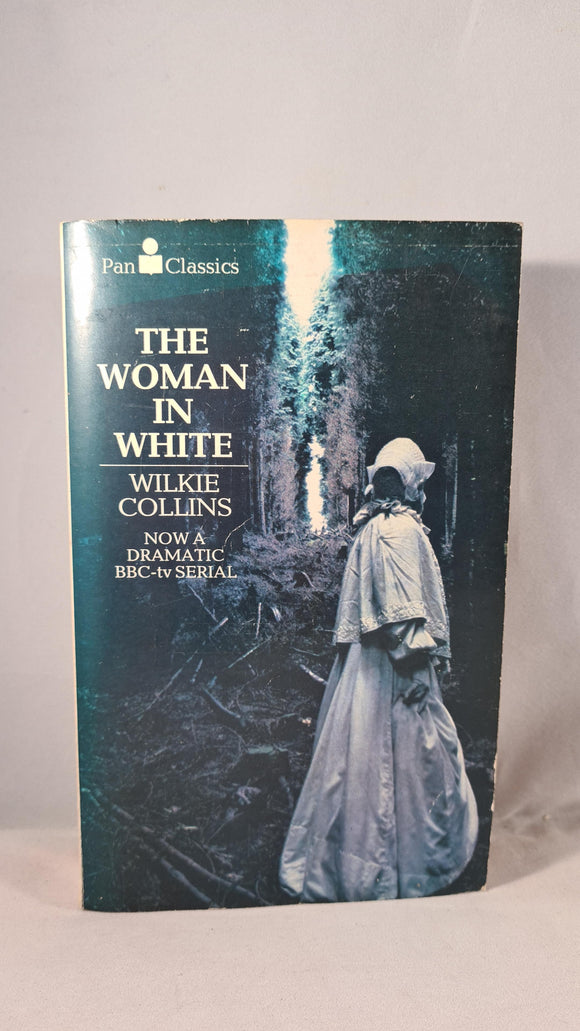 Pan Classics
THE
WOMAN
IN
WHITE
WILKIE
COLLINS
NOW A
DRAMATIC
BBC-tv SERIAL